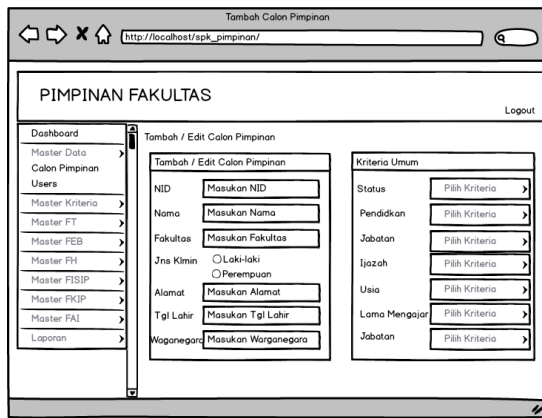 Tambah Calon Pimpinan
http://localhost/spk_pimpinan/
PIMPINAN FAKULTAS
Logout
Dashboard
Master Data
Calon Pimpinan
Users
Master Kriteria
Master FT
Master FEB
Master FH
Master FISIP
Master FKIP
Master FAI
Laporan
Tambah / Edit Calon Pimpinan
Tambah / Edit Calon Pimpinan
NID Masukan NID
Nama Masukan Nama
Fakultas Masukan Fakultas
Jns Klmin Laki-laki
Perempuan
Alamat Masukan Alamat
Tgl Lahir Masukan Tgl Lahir
Waganegara Masukan Warganegara
Kriteria Umum
Status Pilih Kriteria
Pendidkan Pilih Kriteria
Jabatan Pilih Kriteria
Ijazah Pilih Kriteria
Usia Pilih Kriteria
Lama Mengajar Pilih Kriteria
Jabatan Pilih Kriteria